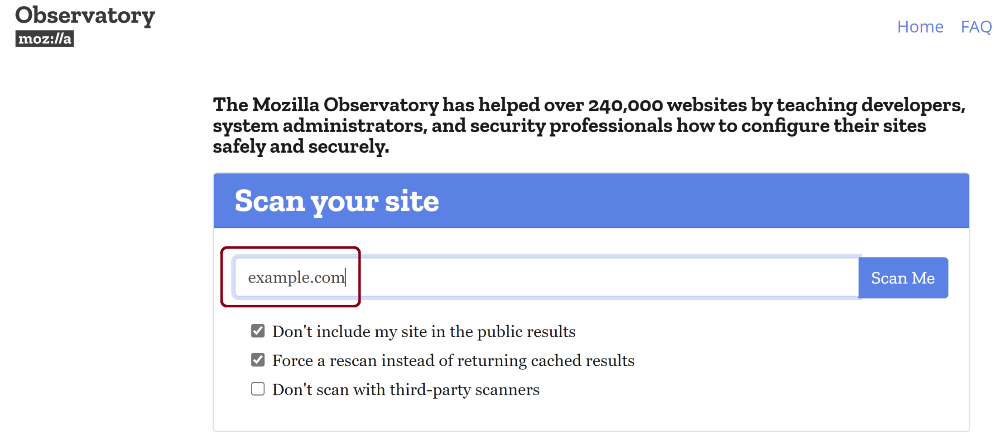 Observatory
moz://a
Home FAQ
The Mozilla Observatory has helped over 240,000 websites by teaching developers,
system administrators, and security professionals how to configure their sites
safely and securely.
Scan your site
example.com
Scan Me
Don't include my site in the public results
Force a rescan instead of returning cached results
Don't scan with third-party scanners